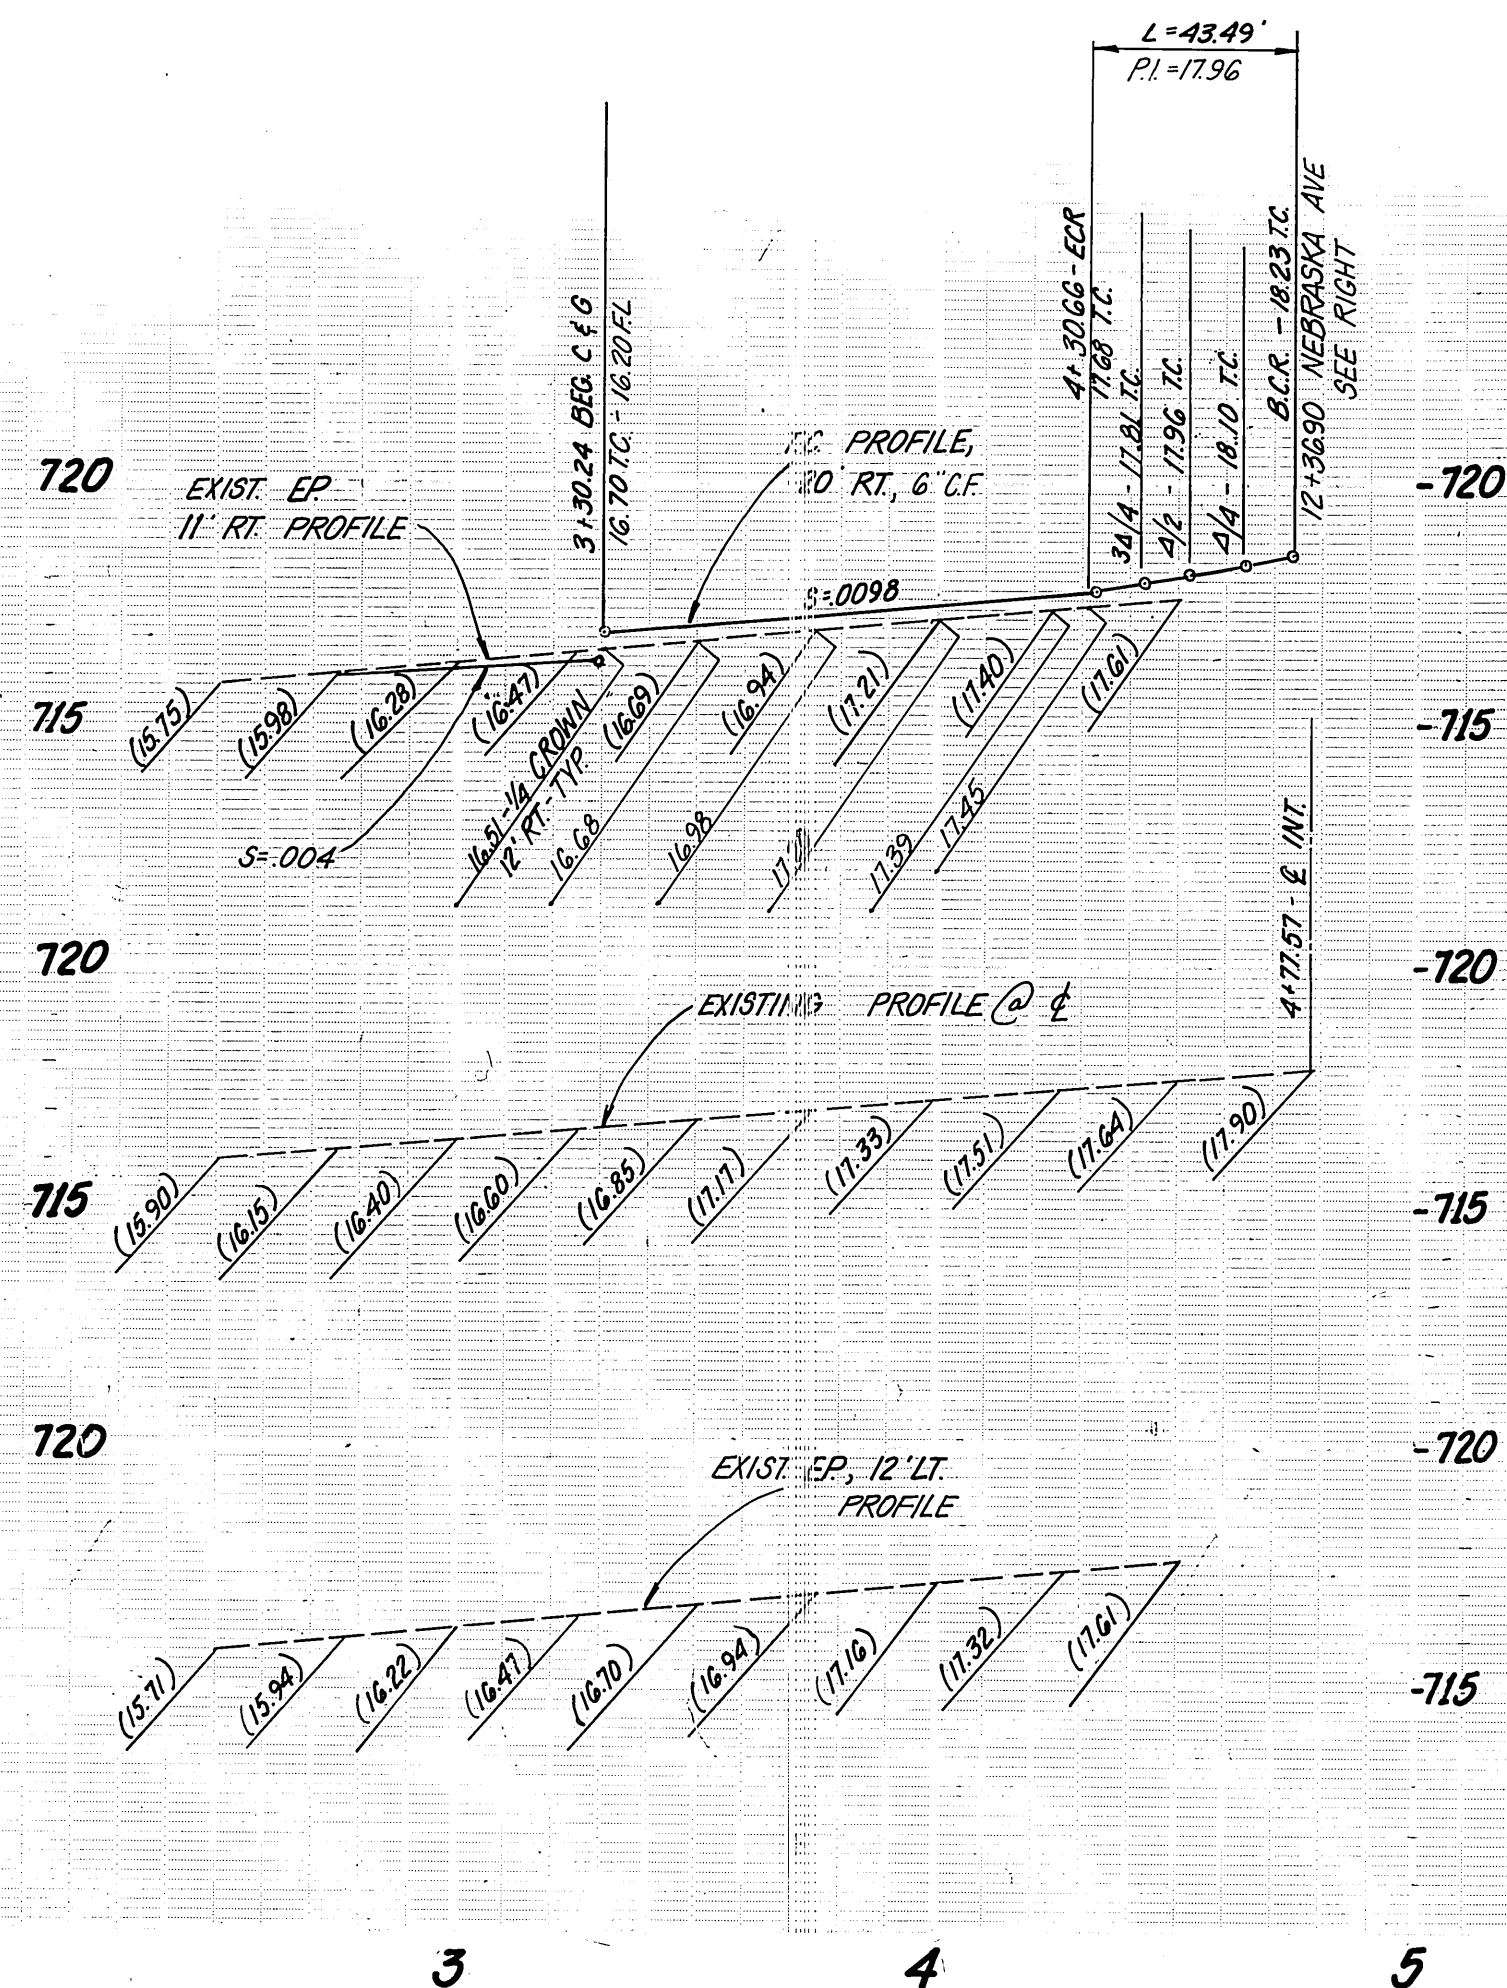 L=43.49'
P.I.=17.96
3+30.24 BEG. C & G
16.70 T.C. - 16.20 F.L.
4+30.66-ECR
17.68 T.C.
3Δ/4 - 17.81 T.C.
Δ/2 - 17.96 T.C.
Δ/4 - 18.10 T.C.
B.C.R. - 18.23 T.C.
12+36.90 NEBRASKA AVE
SEE RIGHT
720
EXIST. EP.
11' RT. PROFILE
PROFILE,
RT., 6" C.F.
-720
S=.0098
715
(15.75)
(15.98)
(16.28)
(16.47)
(16.69)
(16.94)
(17.21)
(17.40)
(17.61)
-715
S=.004
16.51-1/4 CROWN
12' RT.-TYP.
16.68
16.98
17.39
17.45
4+77.57-℄ INT.
720
-720
EXISTING PROFILE @ ℄
715
(15.90)
(16.15)
(16.40)
(16.60)
(16.85)
(17.17)
(17.33)
(17.51)
(17.64)
(17.90)
-715
720
-720
EXIST. EP, 12' LT.
PROFILE
(15.71)
(15.94)
(16.22)
(16.47)
(16.70)
(16.94)
(17.16)
(17.32)
(17.61)
-715
3
4
5